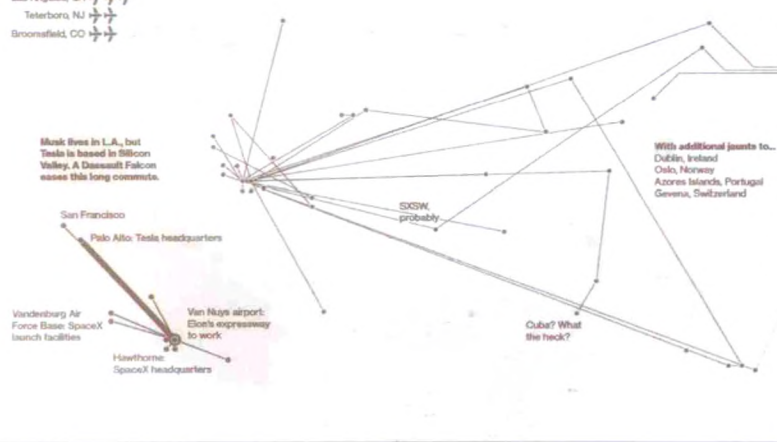 Teterboro, NJ
Broomsfield, CO
Musk lives in L.A., but
Tesla is based in Silicon
Valley. A Dassault Falcon
eases this long commute.
San Francisco
Palo Alto: Tesla headquarters
Vandenburg Air
Force Base: SpaceX
launch facilities
Van Nuys airport:
Elon's expressway
to work
Hawthorne:
SpaceX headquarters
SXSW,
probably
Cuba? What
the heck?
With additional jaunts to...
Dublin, Ireland
Oslo, Norway
Azores Islands, Portugal
Gevena, Switzerland